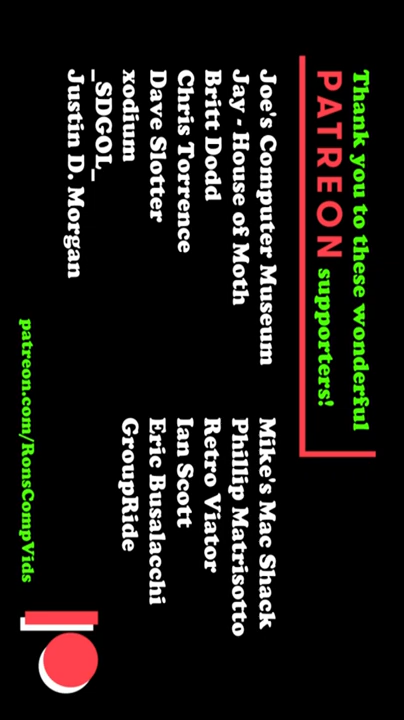 Thank you to these wonderful
PATREON supporters!
Joe's Computer Museum
Jay - House of Moth
Britt Dodd
Chris Torrence
Dave Slotter
xodium
_SDGOL_
Justin D. Morgan
Mike's Mac Shack
Phillip Matrisotto
Retro Viator
Ian Scott
Eric Busalacchi
GroupRide
patreon.com/RonsCompVids